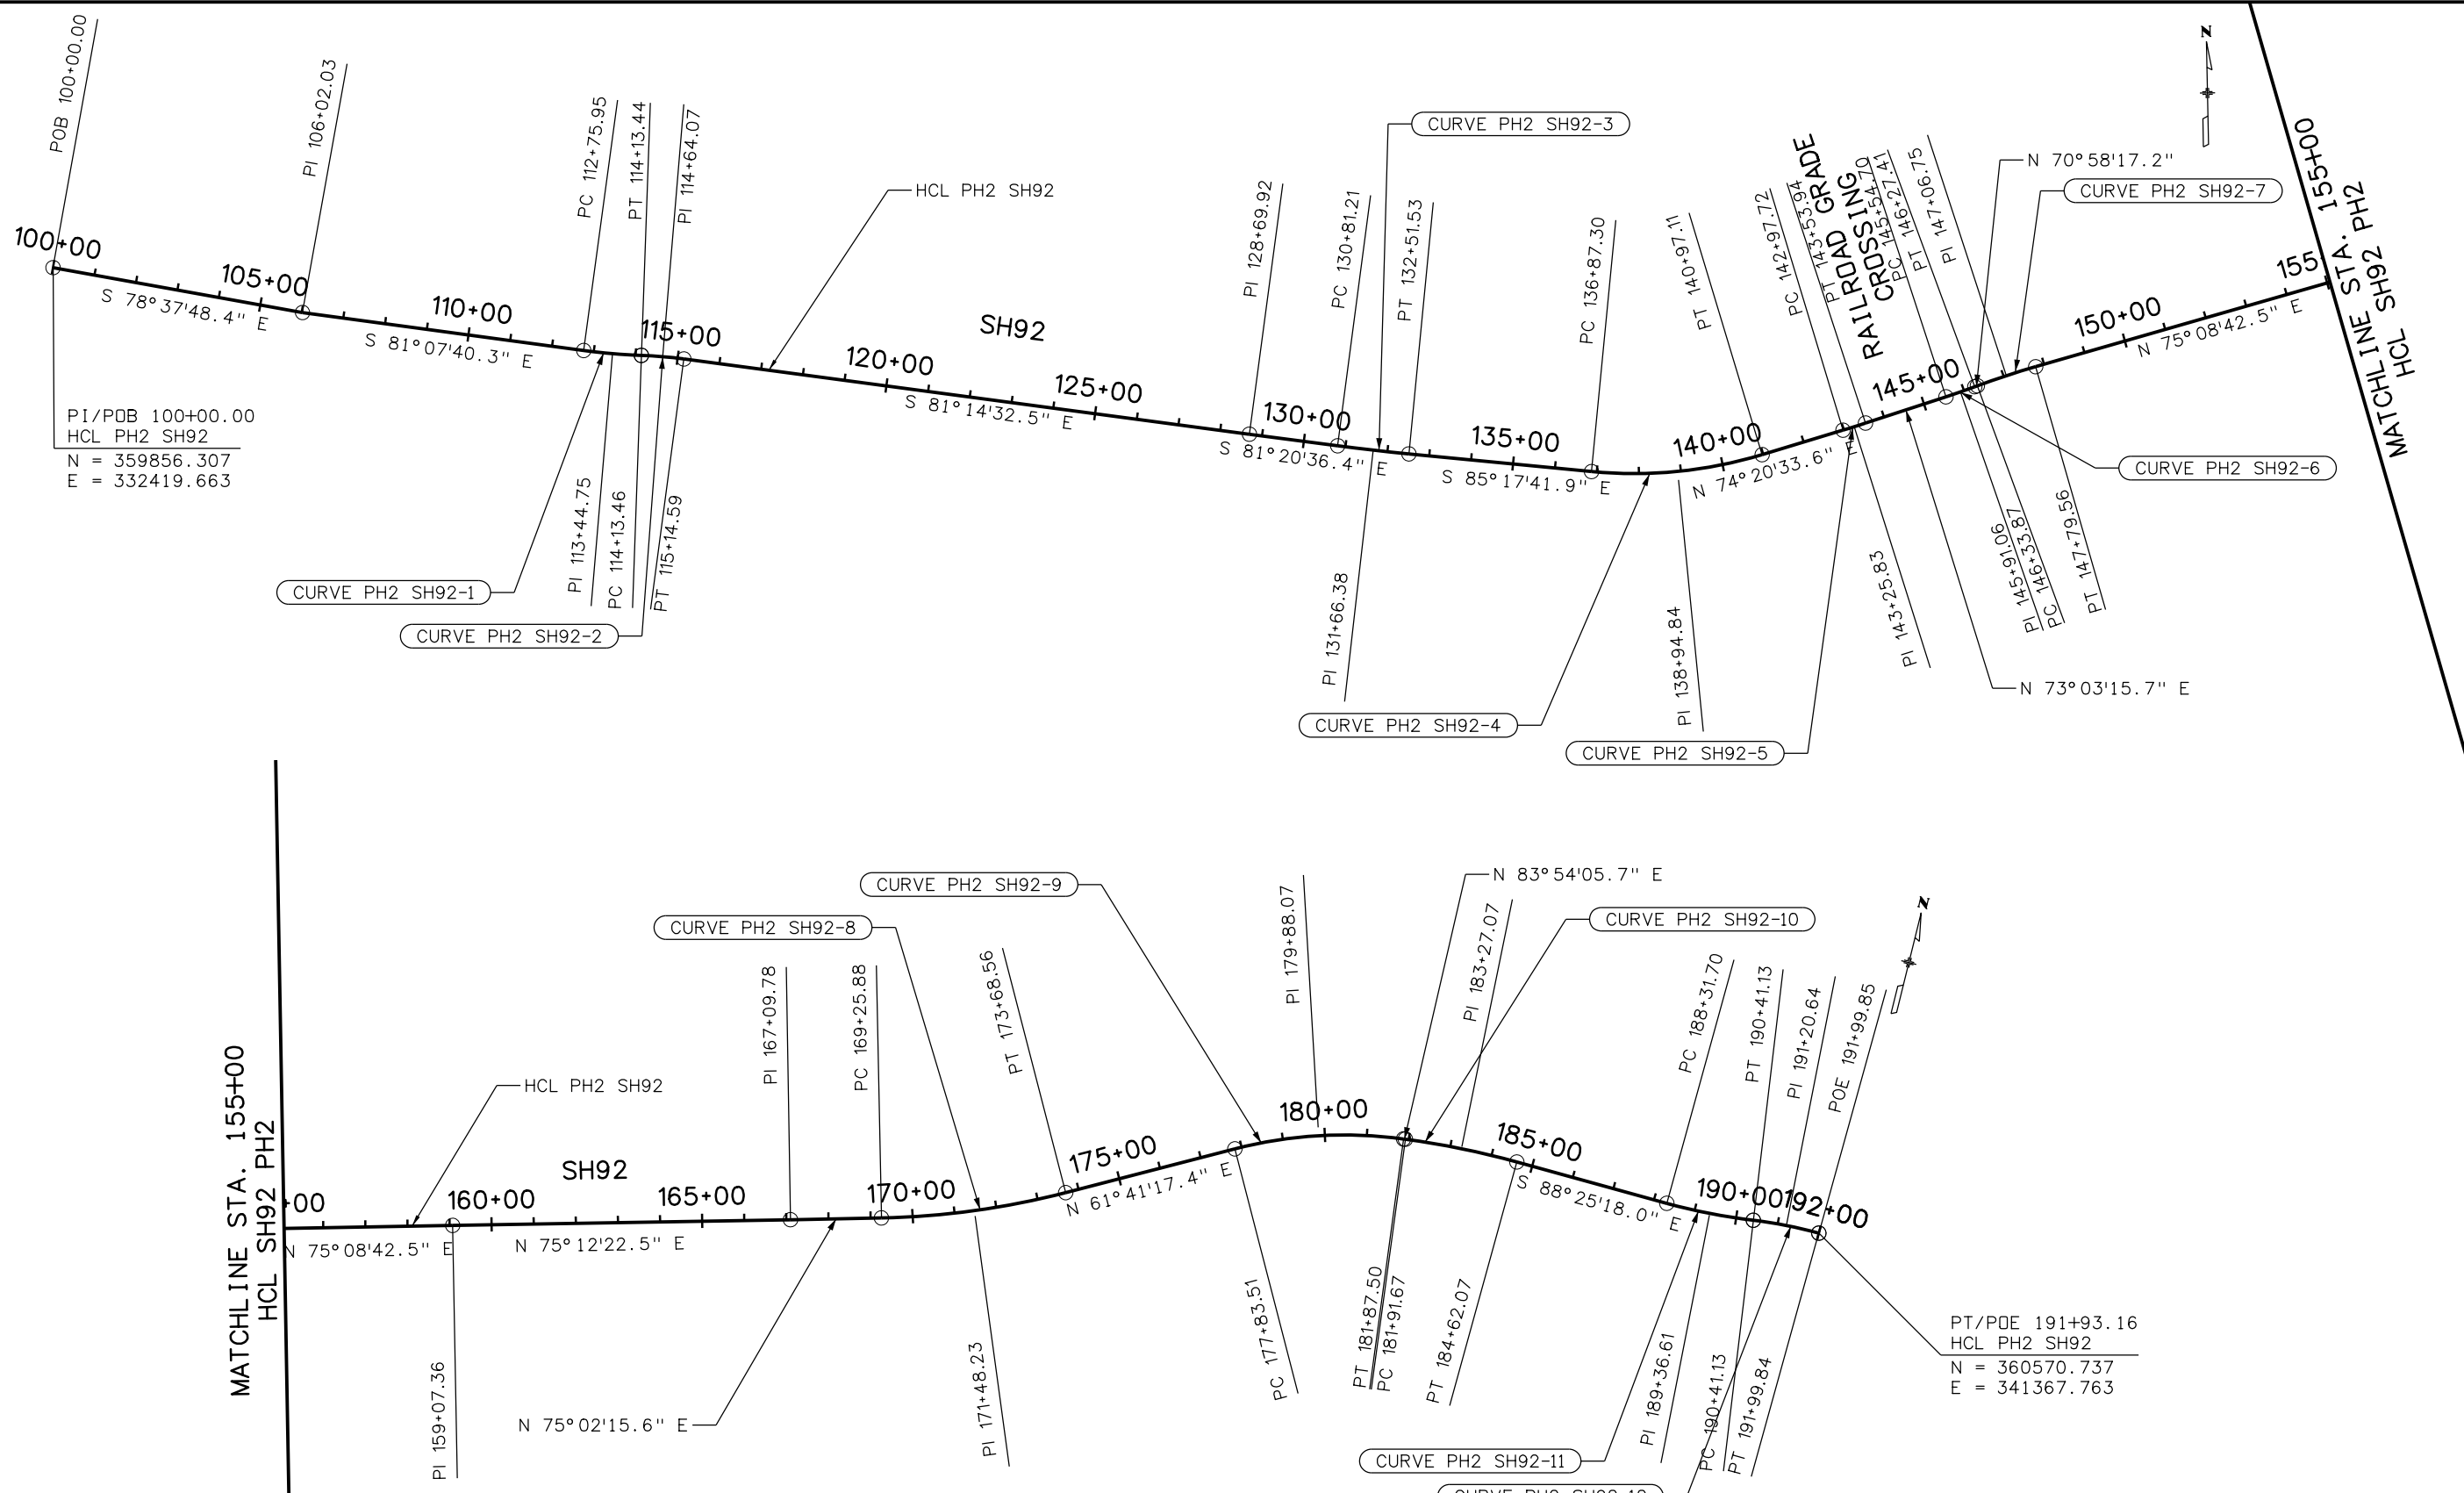 POB 100+00.00
PI 106+02.03
PC 112+75.95
PT 114+13.44
PI 114+64.07
HCL PH2 SH92
CURVE PH2 SH92-3
PI 128+69.92
PC 130+81.21
PT 132+51.53
PC 136+87.30
PT 140+97.11
PC 142+97.72
PT 143+53.94
RAILROAD GRADE
CROSSING
PC 145+54.70
PT 146+27.41
PI 147+06.75
N
N 70°58'17.2"
CURVE PH2 SH92-7
100+00
105+00
110+00
115+00
120+00
SH92
125+00
130+00
135+00
140+00
145+00
150+00
155
S 78°37'48.4" E
S 81°07'40.3" E
S 81°14'32.5" E
S 81°20'36.4" E
S 85°17'41.9" E
N 74°20'33.6" E
N 75°08'42.5" E
MATCHLINE STA. 155+00
HCL SH92 PH2
PI/POB 100+00.00
HCL PH2 SH92
N = 359856.307
E = 332419.663
CURVE PH2 SH92-1
PI 113+44.75
PC 114+13.46
PT 115+14.59
CURVE PH2 SH92-2
PI 131+66.38
CURVE PH2 SH92-4
PI 138+94.84
CURVE PH2 SH92-5
PI 143+25.83
CURVE PH2 SH92-6
PI 145+91.06
PC 146+33.87
PT 147+79.56
N 73°03'15.7" E
MATCHLINE STA. 155+00
HCL SH92 PH2
HCL PH2 SH92
CURVE PH2 SH92-9
CURVE PH2 SH92-8
PI 167+09.78
PC 169+25.88
PT 173+68.56
PI 179+88.07
N 83°54'05.7" E
PI 183+27.07
CURVE PH2 SH92-10
PC 188+31.70
PT 190+41.13
PI 191+20.64
POE 191+99.85
N
+00
160+00
SH92
165+00
170+00
175+00
180+00
185+00
190+00
192+00
N 75°08'42.5" E
N 75°12'22.5" E
N 61°41'17.4" E
S 88°25'18.0" E
PI 159+07.36
N 75°02'15.6" E
PI 171+48.23
PC 177+83.51
PT 181+87.50
PC 181+91.67
PT 184+62.07
PI 189+36.61
PC 190+41.13
PT 191+99.84
PT/POE 191+93.16
HCL PH2 SH92
N = 360570.737
E = 341367.763
CURVE PH2 SH92-11